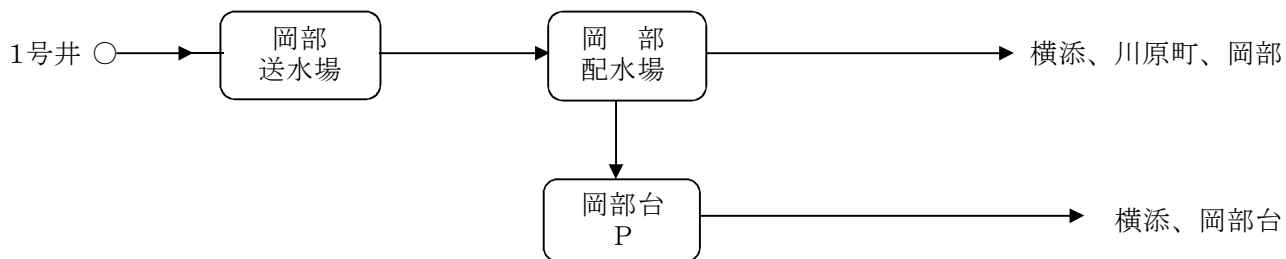 1号井 ○
岡部
送水場
岡　部
配水場
横添、川原町、岡部
岡部台
P
横添、岡部台